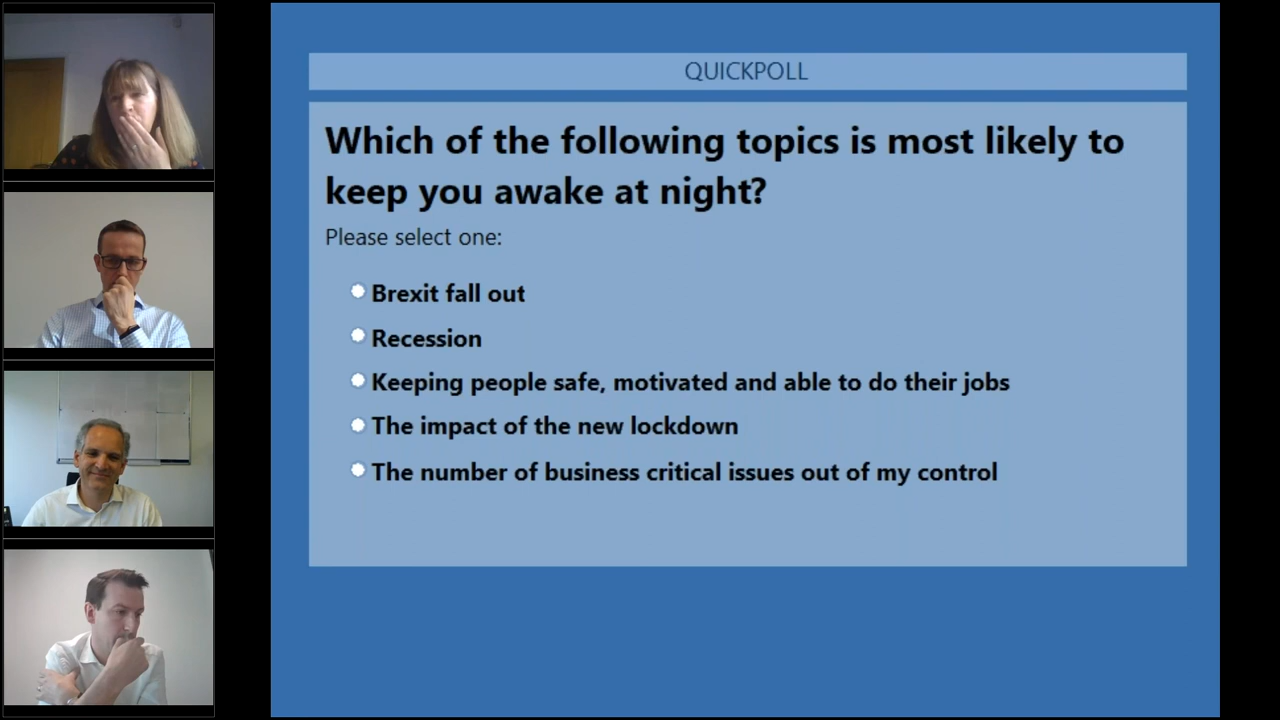 QUICKPOLL
Which of the following topics is most likely to
keep you awake at night?
Please select one:
Brexit fall out
Recession
Keeping people safe, motivated and able to do their jobs
The impact of the new lockdown
The number of business critical issues out of my control